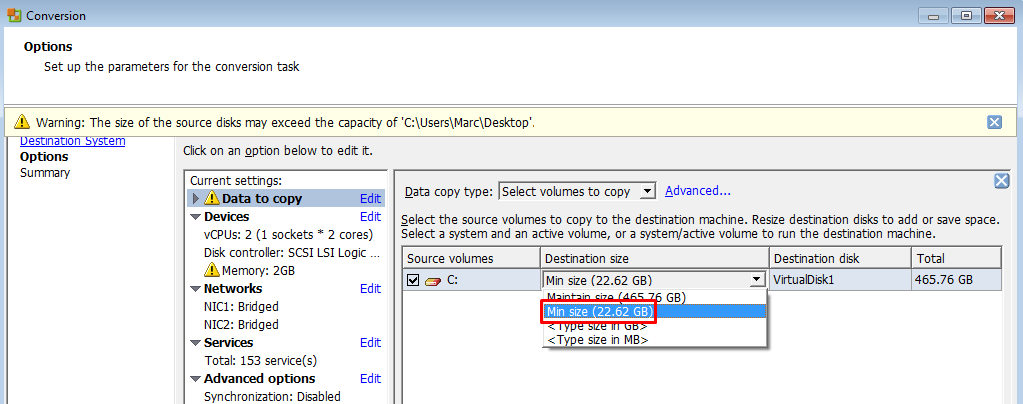 Conversion
Options
Set up the parameters for the conversion task
Warning: The size of the source disks may exceed the capacity of 'C:\Users\Marc\Desktop'.
Destination System
Options
Summary
Click on an option below to edit it.
Current settings:
Data to copy Edit
Devices Edit
vCPUs: 2 (1 sockets * 2 cores)
Disk controller: SCSI LSI Logic ...
Memory: 2GB
Networks Edit
NIC1: Bridged
NIC2: Bridged
Services Edit
Total: 153 service(s)
Advanced options Edit
Synchronization: Disabled
Data copy type: Select volumes to copy Advanced...
Select the source volumes to copy to the destination machine. Resize destination disks to add or save space.
Select a system and an active volume, or a system/active volume to run the destination machine.
Source volumes Destination size Destination disk Total
C: Min size (22.62 GB) VirtualDisk1 465.76 GB
Maintain size (465.76 GB)
Min size (22.62 GB)
<Type size in GB>
<Type size in MB>